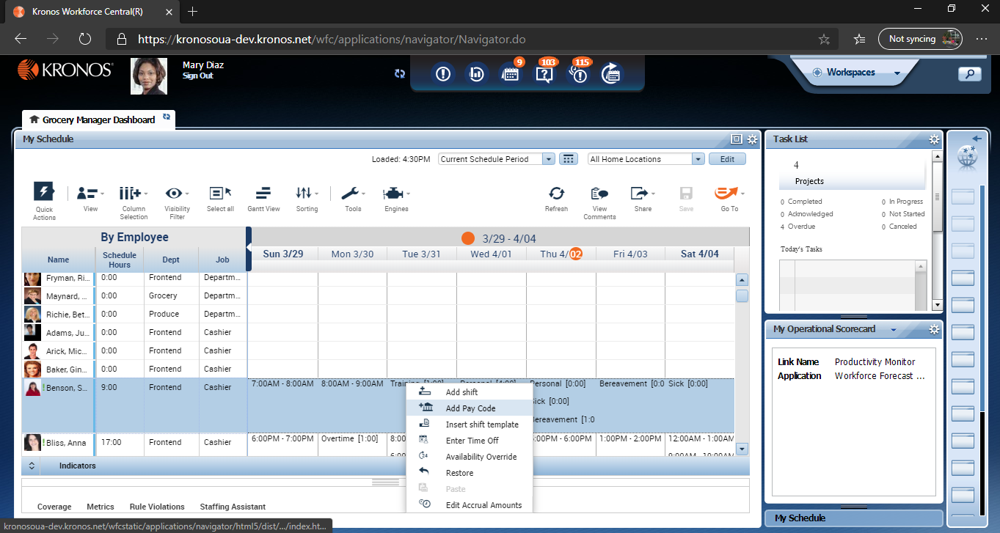 Kronos Workforce Central(R)
https://kronosoua-dev.kronos.net/wfc/applications/navigator/Navigator.do
Not syncing
KRONOS
Mary Diaz
Sign Out
9
103
115
Workspaces
Grocery Manager Dashboard
My Schedule
Loaded: 4:30PM
Current Schedule Period
All Home Locations
Edit
Quick Actions
View
Column Selection
Visibility Filter
Select all
Gantt View
Sorting
Tools
Engines
Refresh
View Comments
Share
Save
Go To
By Employee
3/29 - 4/04
Name
Schedule Hours
Dept
Job
Sun 3/29
Mon 3/30
Tue 3/31
Wed 4/01
Thu 4/02
Fri 4/03
Sat 4/04
Fryman, Ri... 0:00 Frontend Departm...
Maynard, ... 0:00 Grocery Departm...
Richie, Bet... 0:00 Produce Departm...
Adams, Ju... 0:00 Frontend Cashier
Arick, Mic... 0:00 Frontend Cashier
Baker, Gin... 0:00 Frontend Cashier
!Benson, S... 9:00 Frontend Cashier 7:00AM - 8:00AM 8:00AM - 9:00AM Training [1:00] Personal [4:00] Personal [0:00] Bereavement [0:0 Sick [0:00]
Sick [0:00]
Bereavement [1:0
!Bliss, Anna 17:00 Frontend Cashier 6:00PM - 7:00PM Overtime [1:00] 8:00 :00PM - 6:00PM 1:00PM - 2:00PM 12:00AM - 1:00AM
6:00 9:00AM - 10:00AM
Add shift
Add Pay Code
Insert shift template
Enter Time Off
Availability Override
Restore
Paste
Edit Accrual Amounts
Indicators
Coverage
Metrics
Rule Violations
Staffing Assistant
kronosoua-dev.kronos.net/wfcstatic/applications/navigator/html5/dist/.../index.ht...
Task List
4
Projects
0 Completed
0 In Progress
0 Acknowledged
0 Not Started
4 Overdue
0 Canceled
Today's Tasks
My Operational Scorecard
Link Name Productivity Monitor
Application Workforce Forecast ...
My Schedule